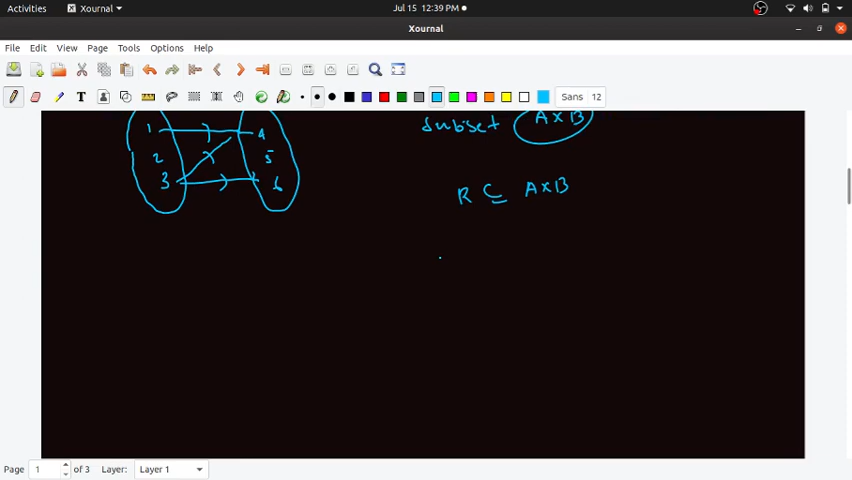 Activities Xournal Jul 15 12:39 PM
Xournal
File Edit View Page Tools Options Help
T Sans 12
1 4
2 5
3 6
subset A×B
R ⊆ A×B
Page 1 of 3 Layer: Layer 1